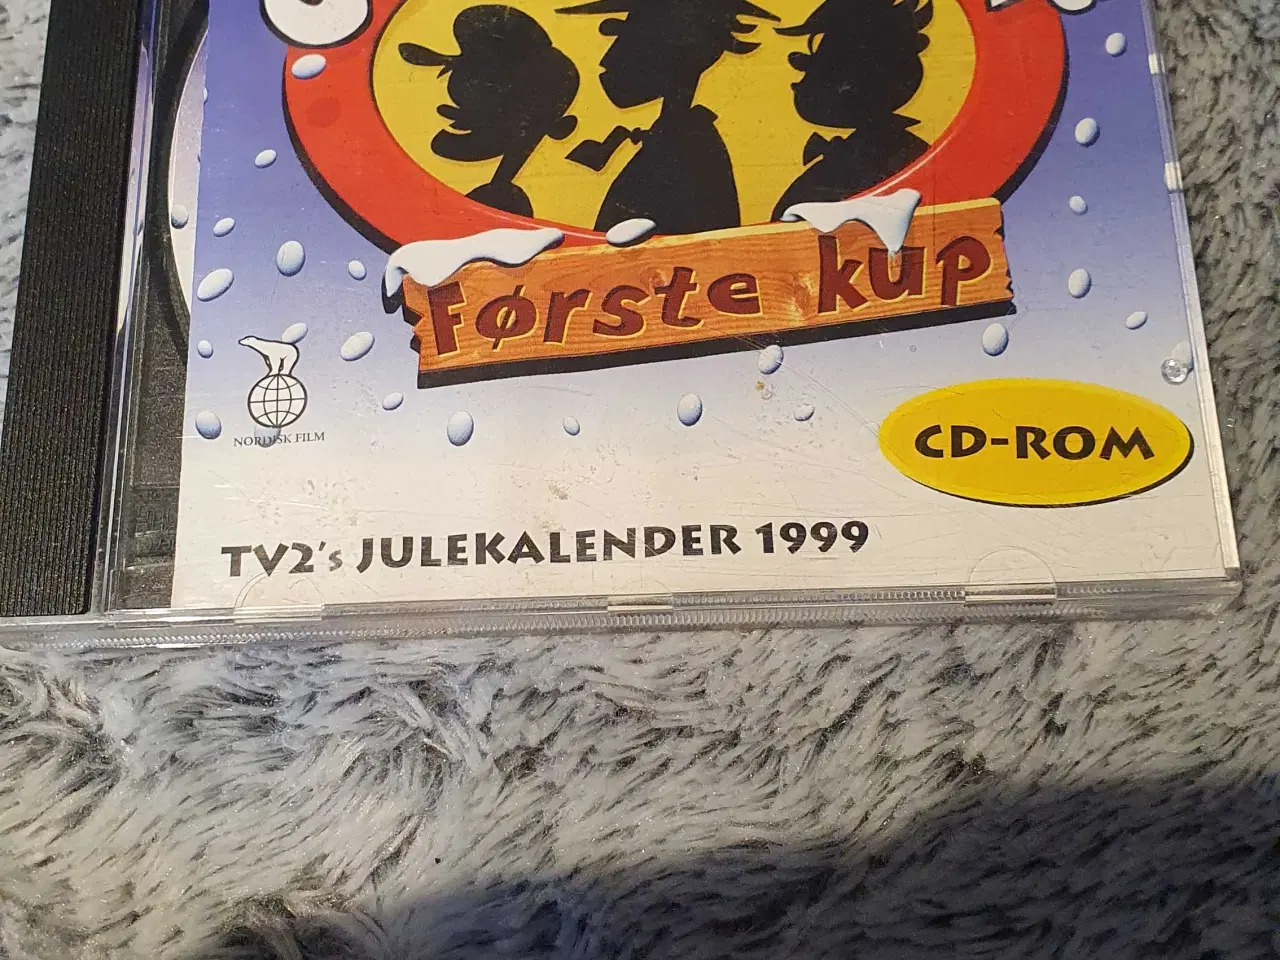 Første kup
NORDISK FILM
CD-ROM
TV2's JULEKALENDER 1999